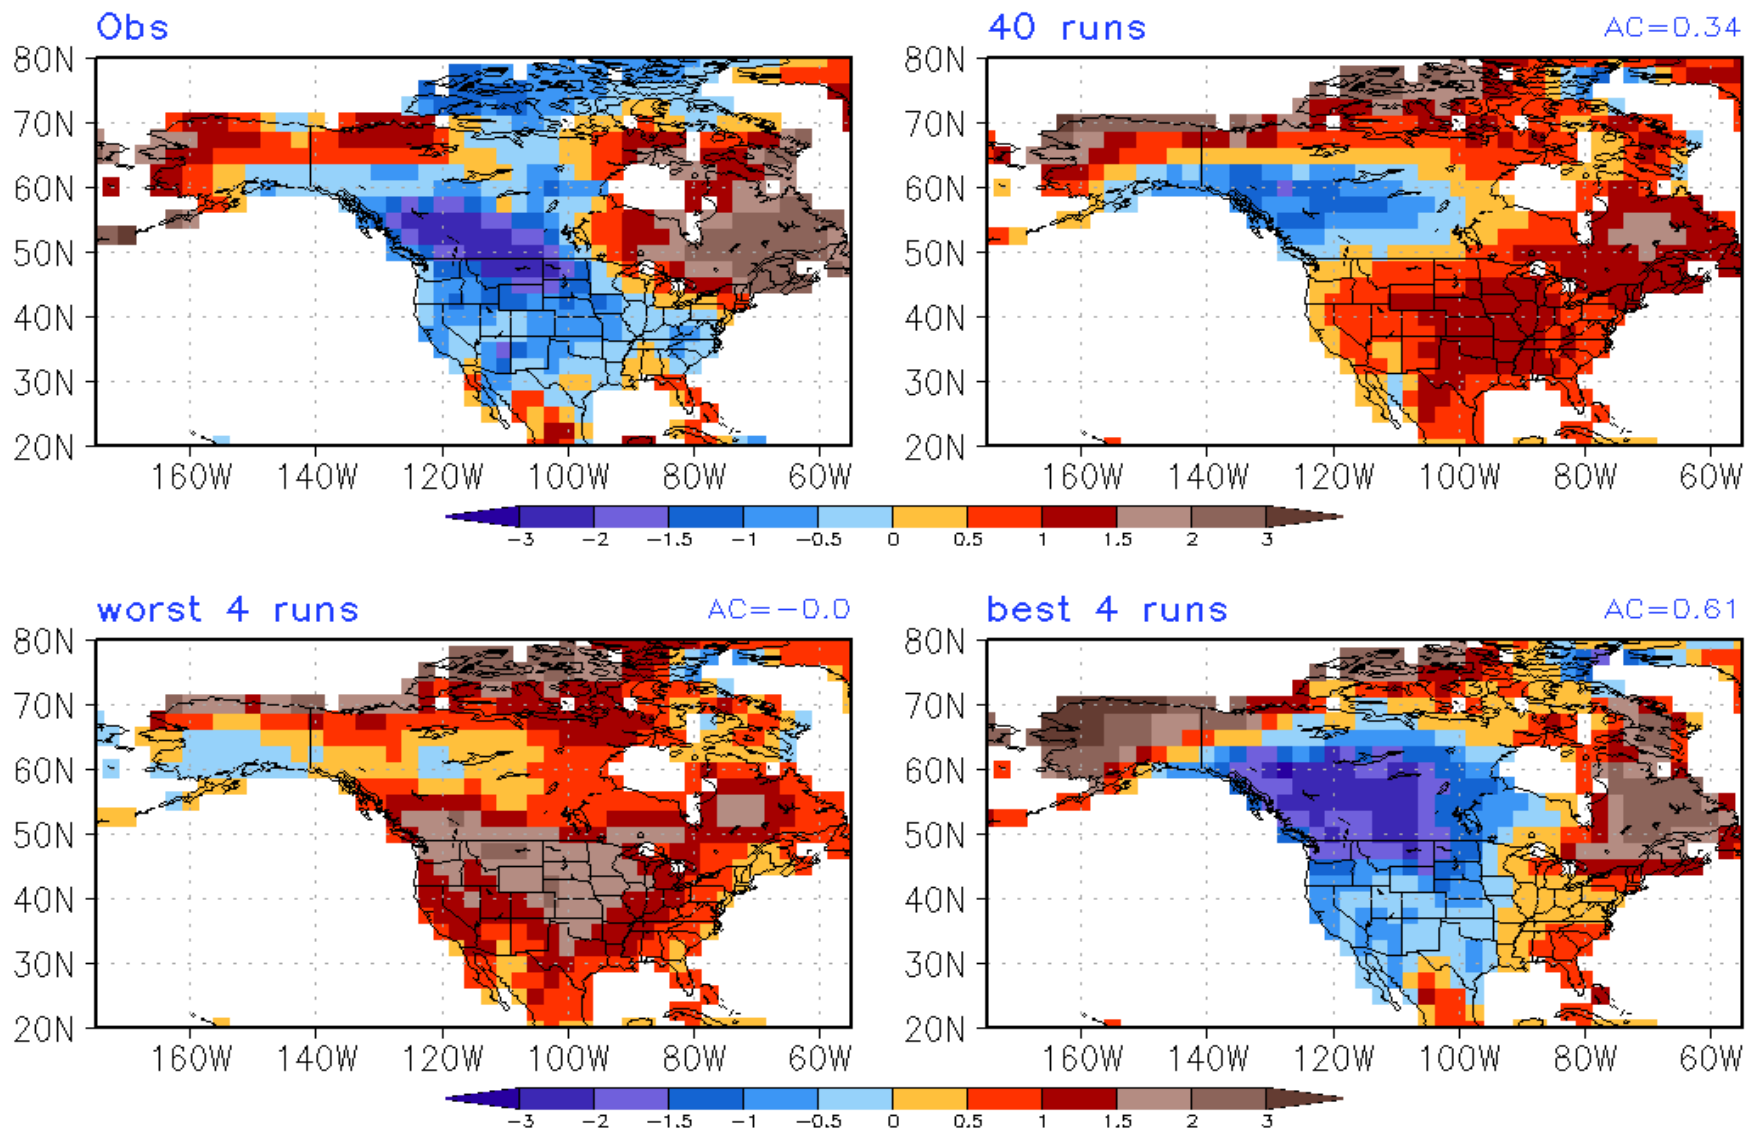 Obs
40 runs AC=0.34
80N 80N
70N 70N
60N 60N
50N 50N
40N 40N
30N 30N
20N 20N
160W 140W 120W 100W 80W 60W 160W 140W 120W 100W 80W 60W
-3 -2 -1.5 -1 -0.5 0 0.5 1 1.5 2 3
worst 4 runs AC=-0.0
best 4 runs AC=0.61
80N 80N
70N 70N
60N 60N
50N 50N
40N 40N
30N 30N
20N 20N
160W 140W 120W 100W 80W 60W 160W 140W 120W 100W 80W 60W
-3 -2 -1.5 -1 -0.5 0 0.5 1 1.5 2 3